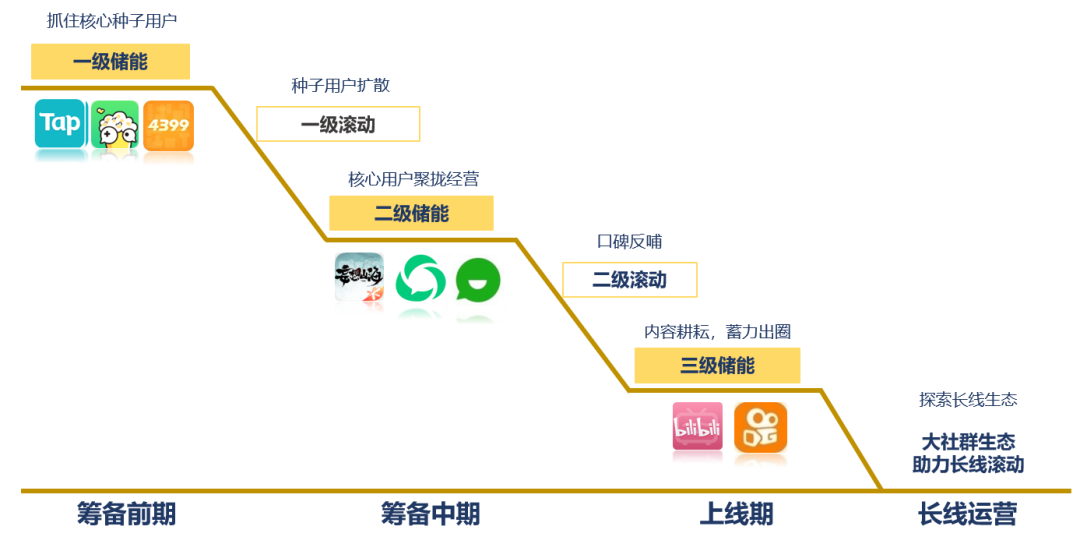 抓住核心种子用户
一级储能
Tap
4399
种子用户扩散
一级滚动
核心用户聚拢经营
二级储能
妄想山海
口碑反哺
二级滚动
内容耕耘，蓄力出圈
三级储能
bilibili
探索长线生态
大社群生态
助力长线滚动
筹备前期
筹备中期
上线期
长线运营